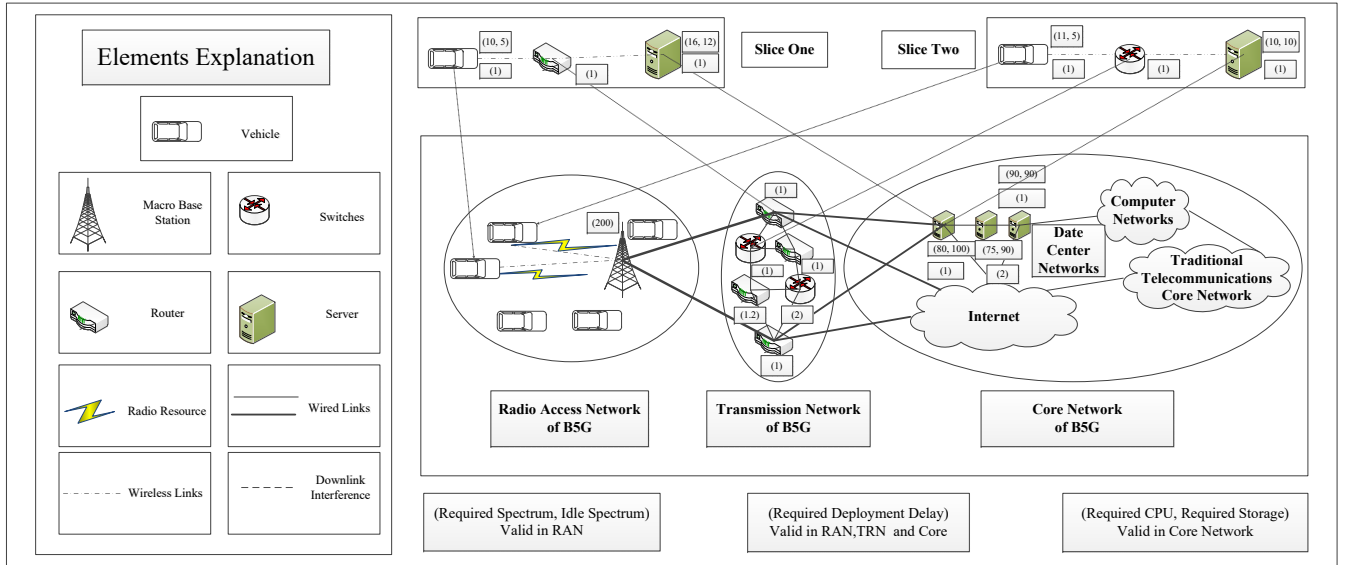 Elements Explanation
Vehicle
Macro Base
Station
Switches
Router
Server
Radio Resource
Wired Links
Wireless Links
Downlink
Interference
(10, 5)
(1)
(1)
(16, 12)
(1)
Slice One
Slice Two
(11, 5)
(1)
(1)
(10, 10)
(1)
(200)
(1)
(1)
(1)
(1.2)
(2)
(1)
(90, 90)
(1)
(80, 100)
(1)
(75, 90)
(2)
Date
Center
Networks
Computer
Networks
Traditional
Telecommunications
Core Network
Internet
Radio Access Network
of B5G
Transmission Network
of B5G
Core Network
of B5G
(Required Spectrum, Idle Spectrum)
Valid in RAN
(Required Deployment Delay)
Valid in RAN,TRN and Core
(Required CPU, Required Storage)
Valid in Core Network